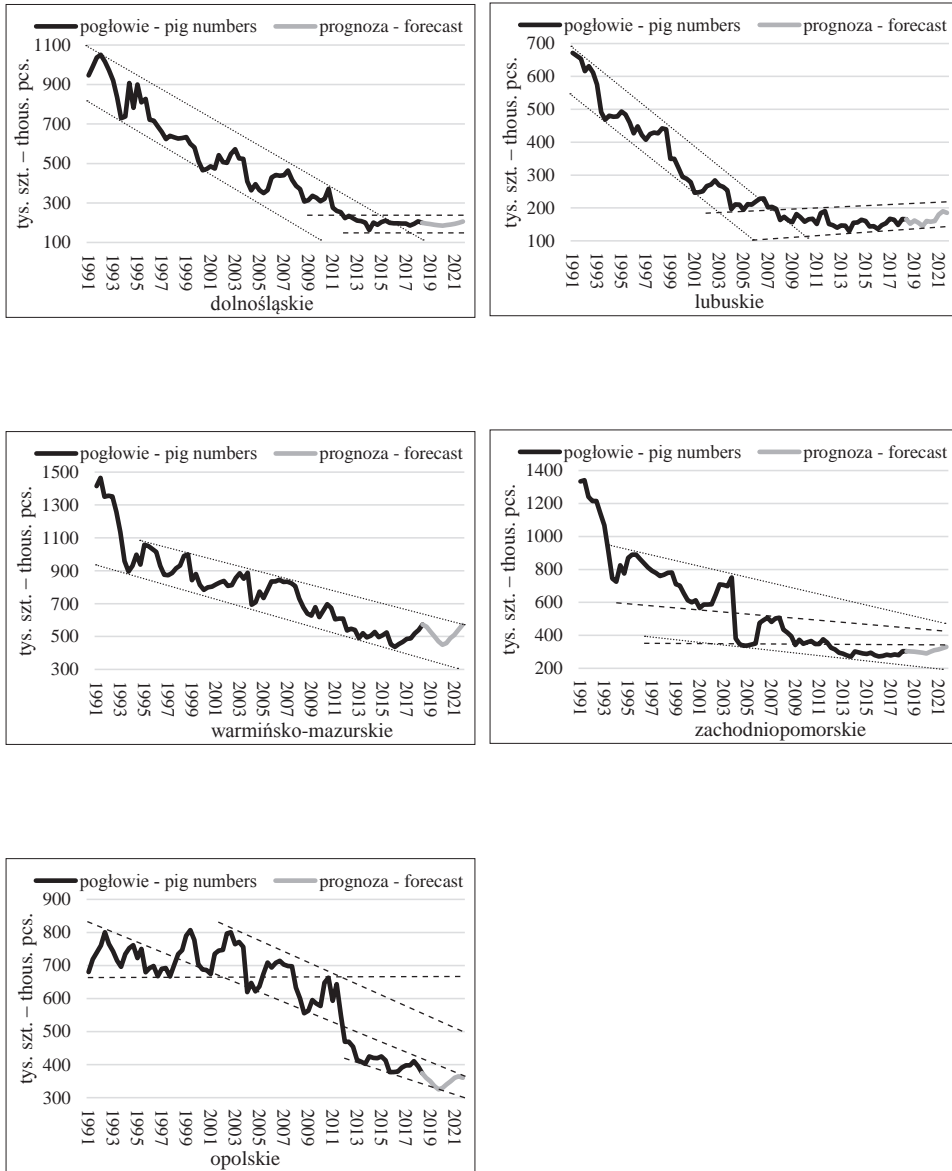 pogłowie - pig numbers prognoza - forecast
tys. szt. – thous. pcs.
1100
900
700
500
300
100
1991 1993 1995 1997 1999 2001 2003 2005 2007 2009 2011 2013 2015 2017 2019 2021
dolnośląskie
pogłowie - pig numbers prognoza - forecast
tys. szt. – thous. pcs.
700
600
500
400
300
200
100
1991 1993 1995 1997 1999 2001 2003 2005 2007 2009 2011 2013 2015 2017 2019 2021
lubuskie
pogłowie - pig numbers prognoza - forecast
tys. szt. – thous. pcs.
1500
1300
1100
900
700
500
300
1991 1993 1995 1997 1999 2001 2003 2005 2007 2009 2011 2013 2015 2017 2019 2021
warmińsko-mazurskie
pogłowie - pig numbers prognoza - forecast
tys. szt. – thous. pcs.
1400
1200
1000
800
600
400
200
1991 1993 1995 1997 1999 2001 2003 2005 2007 2009 2011 2013 2015 2017 2019 2021
zachodniopomorskie
pogłowie - pig numbers prognoza - forecast
tys. szt. – thous. pcs.
900
800
700
600
500
400
300
1991 1993 1995 1997 1999 2001 2003 2005 2007 2009 2011 2013 2015 2017 2019 2021
opolskie